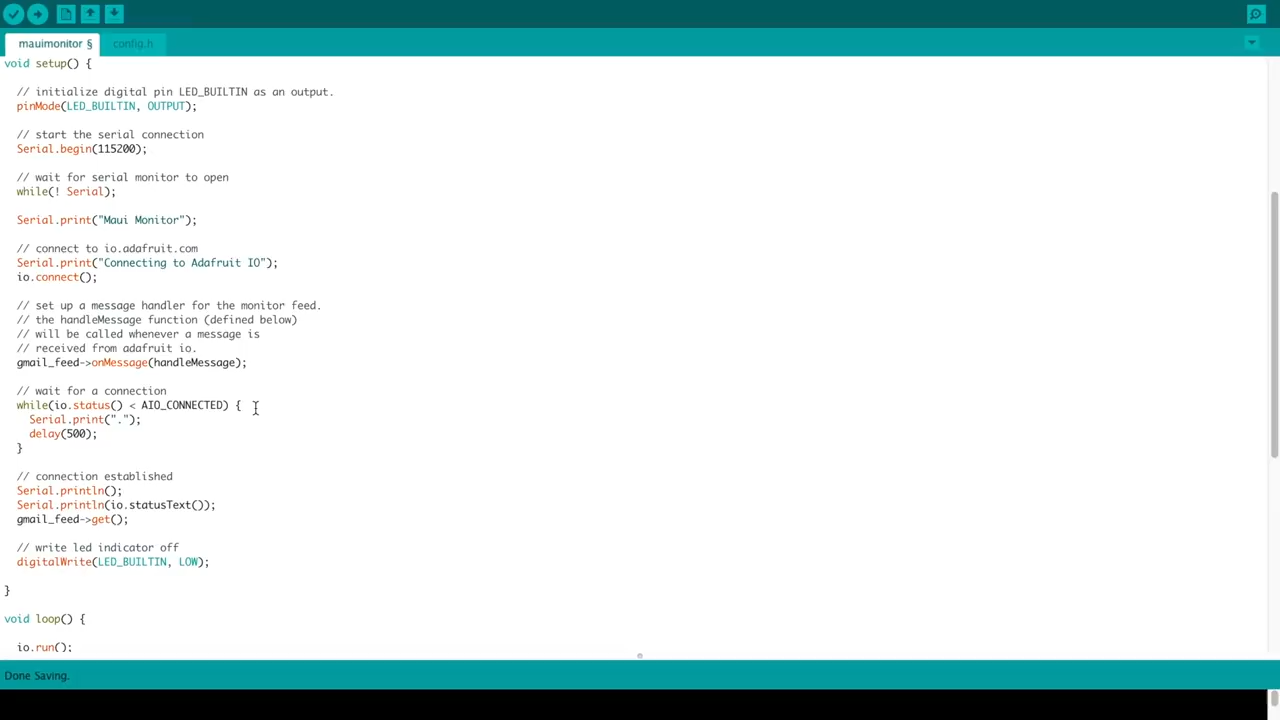 mauimonitor §
config.h
void setup() {
// initialize digital pin LED_BUILTIN as an output.
pinMode(LED_BUILTIN, OUTPUT);
// start the serial connection
Serial.begin(115200);
// wait for serial monitor to open
while(! Serial);
Serial.print("Maui Monitor");
// connect to io.adafruit.com
Serial.print("Connecting to Adafruit IO");
io.connect();
// set up a message handler for the monitor feed.
// the handleMessage function (defined below)
// will be called whenever a message is
// received from adafruit io.
gmail_feed->onMessage(handleMessage);
// wait for a connection
while(io.status() < AIO_CONNECTED) {
Serial.print(".");
delay(500);
}
// connection established
Serial.println();
Serial.println(io.statusText());
gmail_feed->get();
// write led indicator off
digitalWrite(LED_BUILTIN, LOW);
}
void loop() {
io.run();
Done Saving.